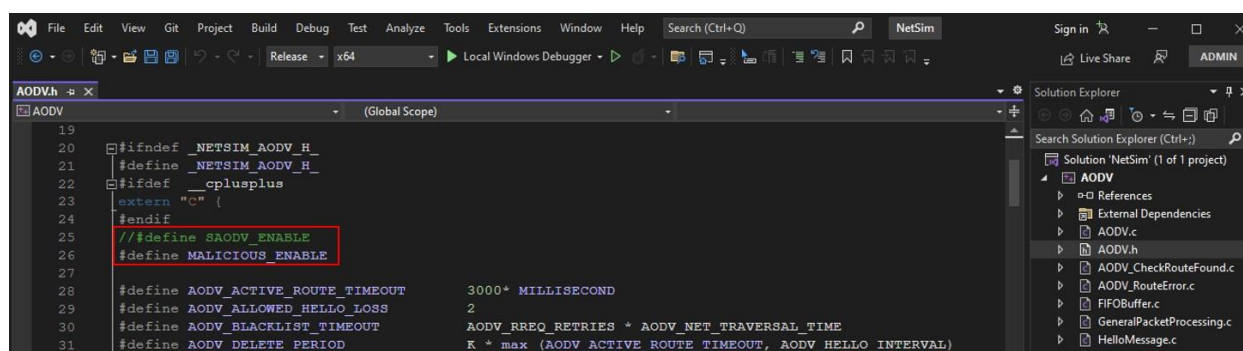 File Edit View Git Project Build Debug Test Analyze Tools Extensions Window Help Search (Ctrl+Q) NetSim Sign in
Release x64 Local Windows Debugger Live Share ADMIN
AODV.h
AODV (Global Scope)
19
20 #ifndef _NETSIM_AODV_H_
21 #define _NETSIM_AODV_H_
22 #ifdef __cplusplus
23 extern "C" {
24 #endif
25 //#define SAODV_ENABLE
26 #define MALICIOUS_ENABLE
27
28 #define AODV_ACTIVE_ROUTE_TIMEOUT 3000* MILLISECOND
29 #define AODV_ALLOWED_HELLO_LOSS 2
30 #define AODV_BLACKLIST_TIMEOUT AODV_RREQ_RETRIES * AODV_NET_TRAVERSAL_TIME
31 #define AODV_DELETE_PERIOD K * max (AODV_ACTIVE_ROUTE_TIMEOUT, AODV_HELLO_INTERVAL)
Solution Explorer
Search Solution Explorer (Ctrl+;)
Solution 'NetSim' (1 of 1 project)
AODV
References
External Dependencies
AODV.c
AODV.h
AODV_CheckRouteFound.c
AODV_RouteError.c
FIFOBuffer.c
GeneralPacketProcessing.c
HelloMessage.c